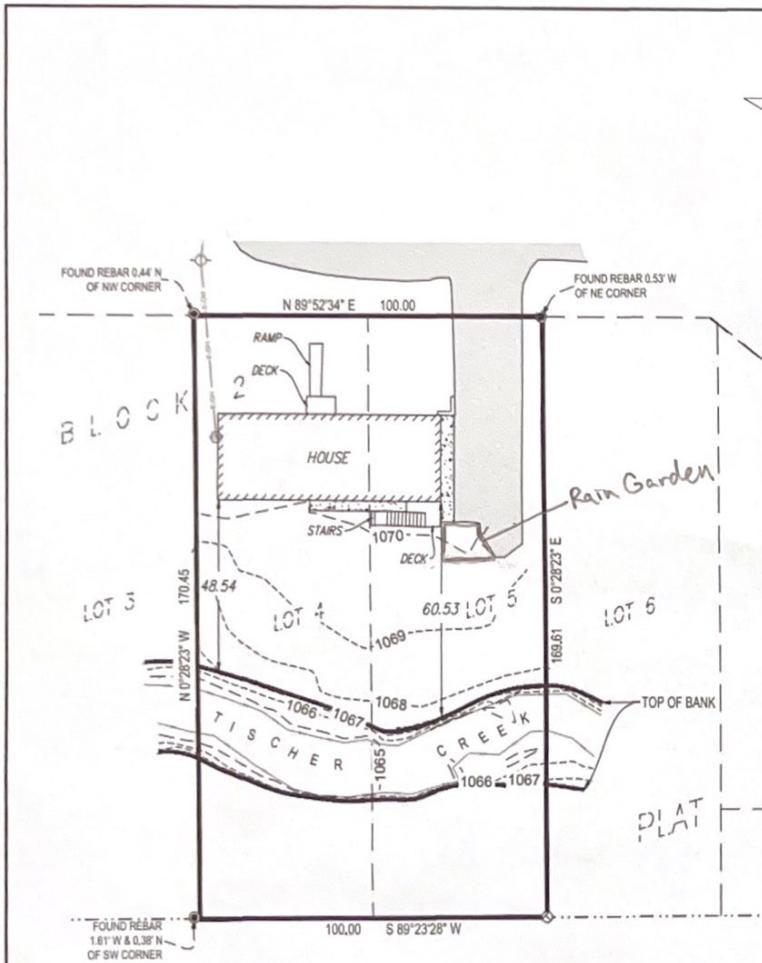 FOUND REBAR 0.44' N
OF NW CORNER
FOUND REBAR 0.53' W
OF NE CORNER
N 89°52'34" E 100.00
RAMP
DECK
BLOCK 2
HOUSE
Rain Garden
STAIRS
1070
DECK
N 0°28'23" W 170.45
S 0°28'23" E
169.61
48.54
60.53
LOT 3
LOT 4
LOT 5
LOT 6
1069
1068
1066
1067
TOP OF BANK
TISCHER CREEK
1065
1066
1067
PLAT
FOUND REBAR
1.61' W & 0.38' N
OF SW CORNER
100.00 S 89°23'28" W